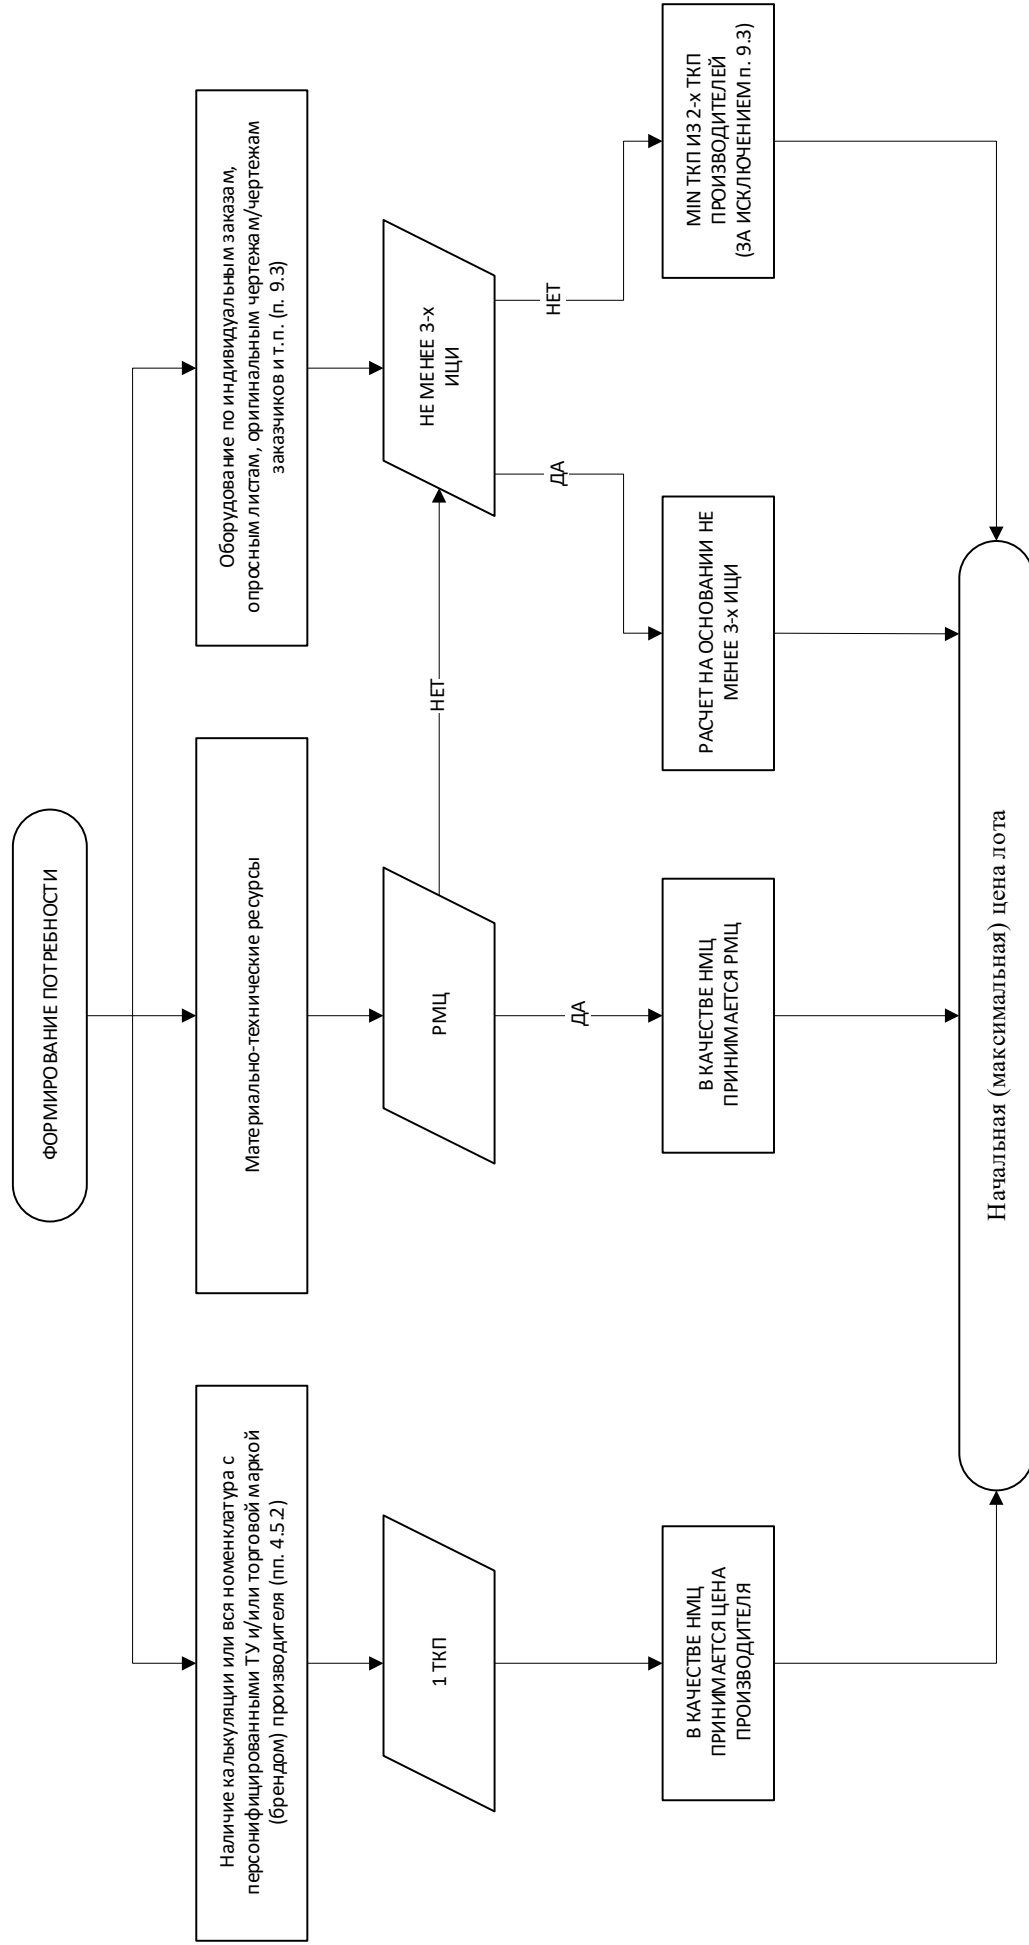 ФОРМИРОВАНИЕ ПОТРЕБНОСТИ
Наличие калькуляции или вся номенклатура с
персонифицированными ТУ и/или торговой маркой
(брендом) производителя (пп. 4.5.2)
Материально-технические ресурсы
Оборудование по индивидуальным заказам,
опросным листам, оригинальным чертежам/чертежам
заказчиков и т.п. (п. 9.3)
1 ТКП
РМЦ
НЕТ
НЕ МЕНЕЕ 3-х
ИЦИ
ДА
ДА
НЕТ
В КАЧЕСТВЕ НМЦ
ПРИНИМАЕТСЯ ЦЕНА
ПРОИЗВОДИТЕЛЯ
В КАЧЕСТВЕ НМЦ
ПРИНИМАЕТСЯ РМЦ
РАСЧЕТ НА ОСНОВАНИИ НЕ
МЕНЕЕ 3-х ИЦИ
MIN ТКП ИЗ 2-х ТКП
ПРОИЗВОДИТЕЛЕЙ
(ЗА ИСКЛЮЧЕНИЕМ п. 9.3)
Начальная (максимальная) цена лота